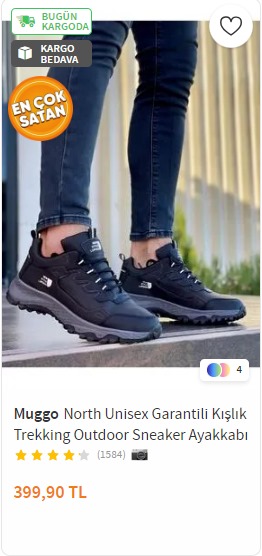 BUGÜN
KARGODA
KARGO
BEDAVA
EN ÇOK
SATAN
4
Muggo North Unisex Garantili Kışlık
Trekking Outdoor Sneaker Ayakkabı
(1584)
399,90 TL